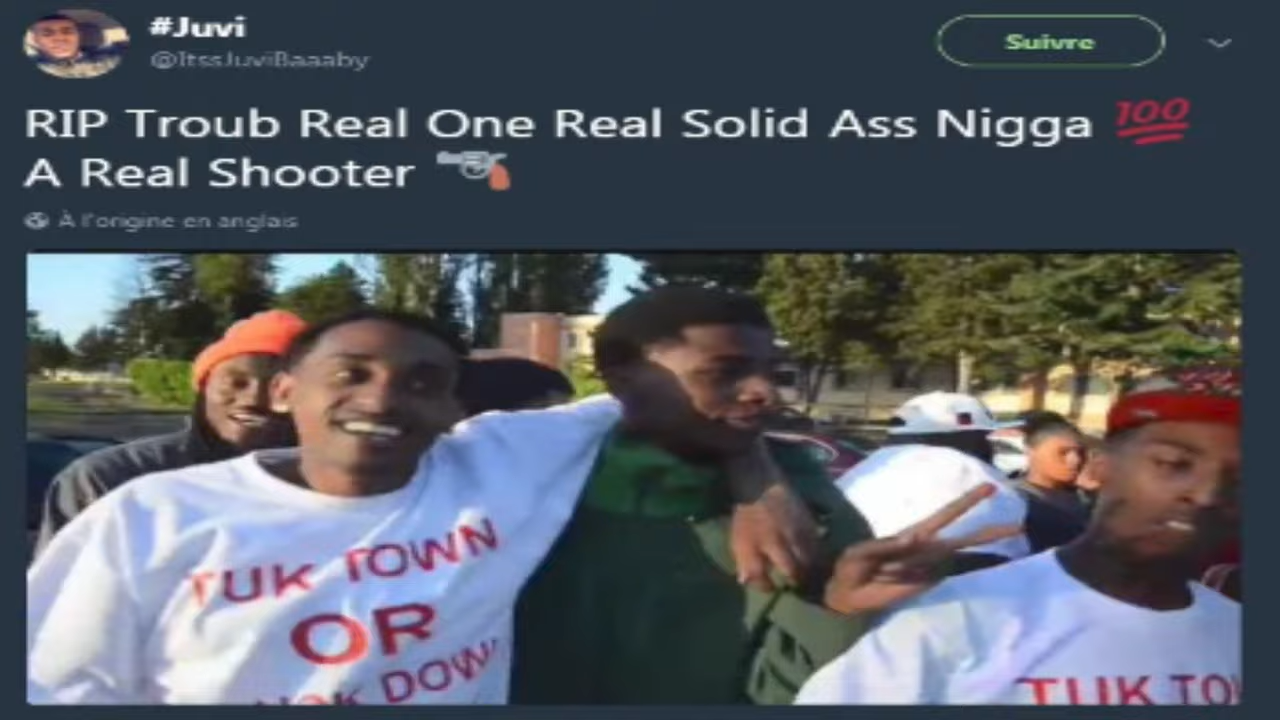 #Juvi
@ItssJuviBaaaby
Suivre
RIP Troub Real One Real Solid Ass Nigga 💯
A Real Shooter
À l'origine en anglais
TUK TOWN
OR
DOWN
TUK TO